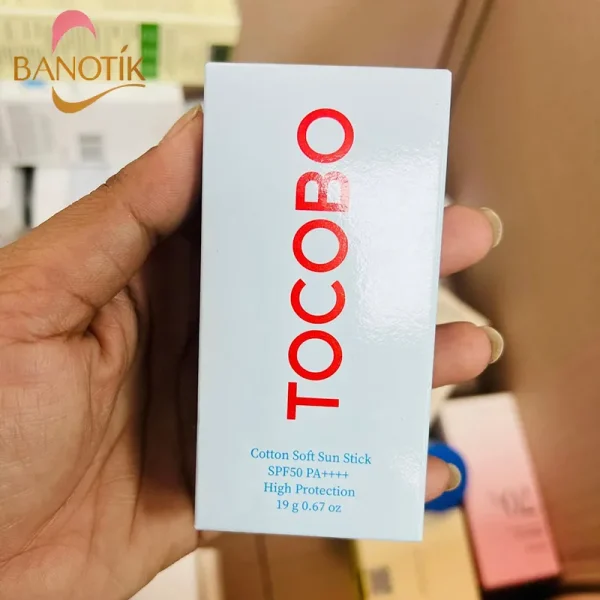 BANOTÍK
TOCOBO
Cotton Soft Sun Stick
SPF50 PA++++
High Protection
19 g 0.67 oz